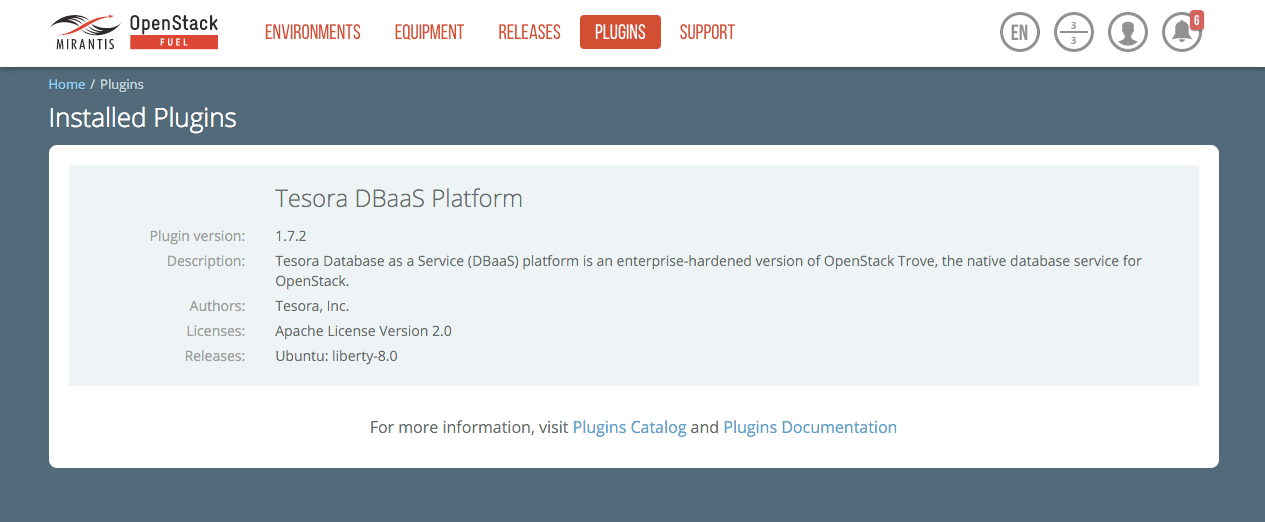 MIRANTIS
OpenStack
FUEL
ENVIRONMENTS EQUIPMENT RELEASES PLUGINS SUPPORT
EN
3
3
6
Home / Plugins
Installed Plugins
Tesora DBaaS Platform
Plugin version: 1.7.2
Description: Tesora Database as a Service (DBaaS) platform is an enterprise-hardened version of OpenStack Trove, the native database service for
OpenStack.
Authors: Tesora, Inc.
Licenses: Apache License Version 2.0
Releases: Ubuntu: liberty-8.0
For more information, visit Plugins Catalog and Plugins Documentation